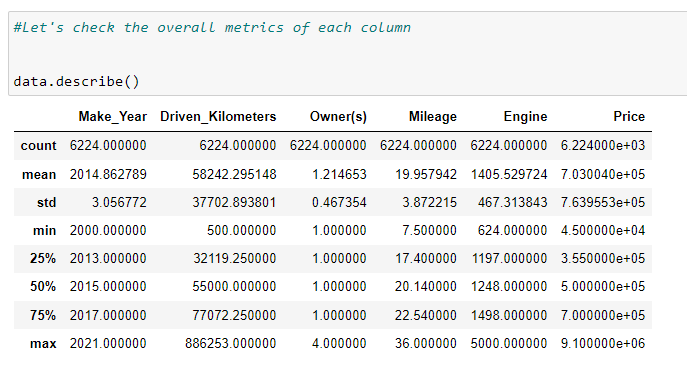 #Let's check the overall metrics of each column
data.describe()
Make_Year Driven_Kilometers Owner(s) Mileage Engine Price
count 6224.000000 6224.000000 6224.000000 6224.000000 6224.000000 6.224000e+03
mean 2014.862789 58242.295148 1.214653 19.957942 1405.529724 7.030040e+05
std 3.056772 37702.893801 0.467354 3.872215 467.313843 7.639553e+05
min 2000.000000 500.000000 1.000000 7.500000 624.000000 4.500000e+04
25% 2013.000000 32119.250000 1.000000 17.400000 1197.000000 3.550000e+05
50% 2015.000000 55000.000000 1.000000 20.140000 1248.000000 5.000000e+05
75% 2017.000000 77072.250000 1.000000 22.540000 1498.000000 7.000000e+05
max 2021.000000 886253.000000 4.000000 36.000000 5000.000000 9.100000e+06